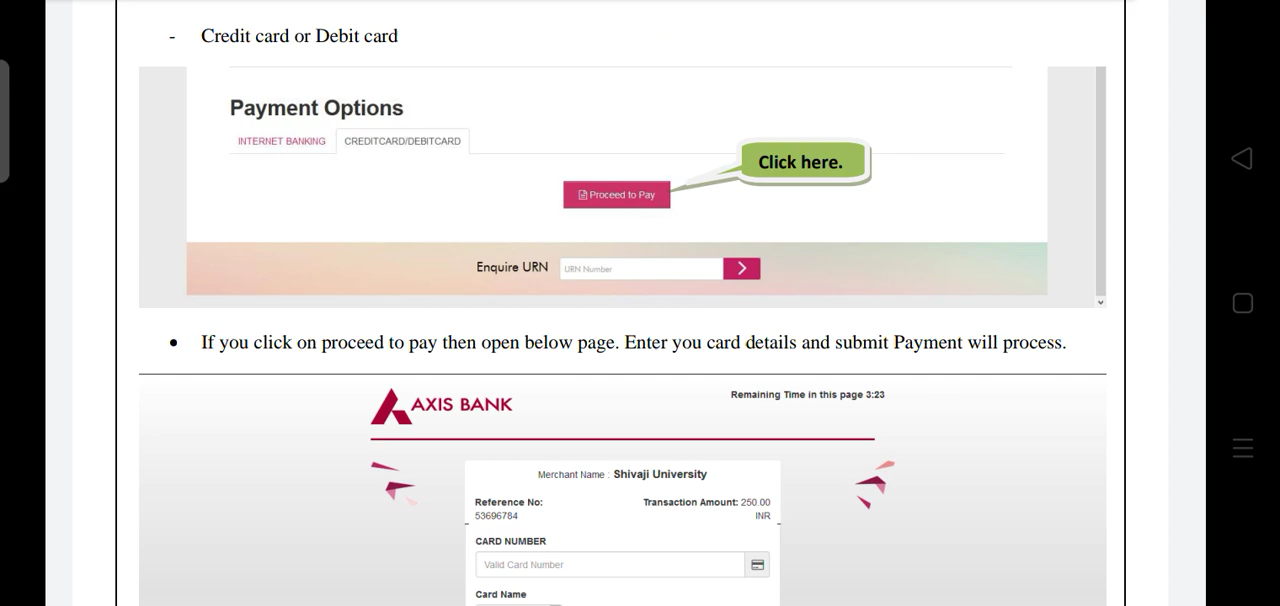 - Credit card or Debit card
Payment Options
INTERNET BANKING CREDITCARD/DEBITCARD
Click here.
Proceed to Pay
Enquire URN URN Number
• If you click on proceed to pay then open below page. Enter you card details and submit Payment will process.
AXIS BANK
Remaining Time in this page 3:23
Merchant Name : Shivaji University
Reference No: Transaction Amount: 250.00
53696784 INR
CARD NUMBER
Valid Card Number
Card Name